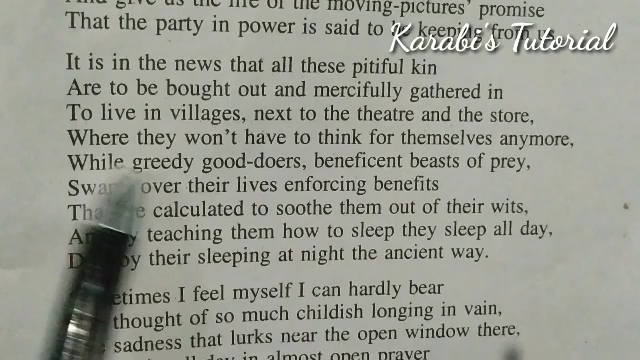 And give us the life of the moving-pictures' promise
That the party in power is said to be keeping from us.
Karabi's Tutorial
It is in the news that all these pitiful kin
Are to be bought out and mercifully gathered in
To live in villages, next to the theatre and the store,
Where they won't have to think for themselves anymore,
While greedy good-doers, beneficent beasts of prey,
Swarm over their lives enforcing benefits
That are calculated to soothe them out of their wits,
teaching them how to sleep they sleep all day,
their sleeping at night the ancient way.
Sometimes I feel myself I can hardly bear
thought of so much childish longing in vain,
sadness that lurks near the open window there,
all day in almost open prayer